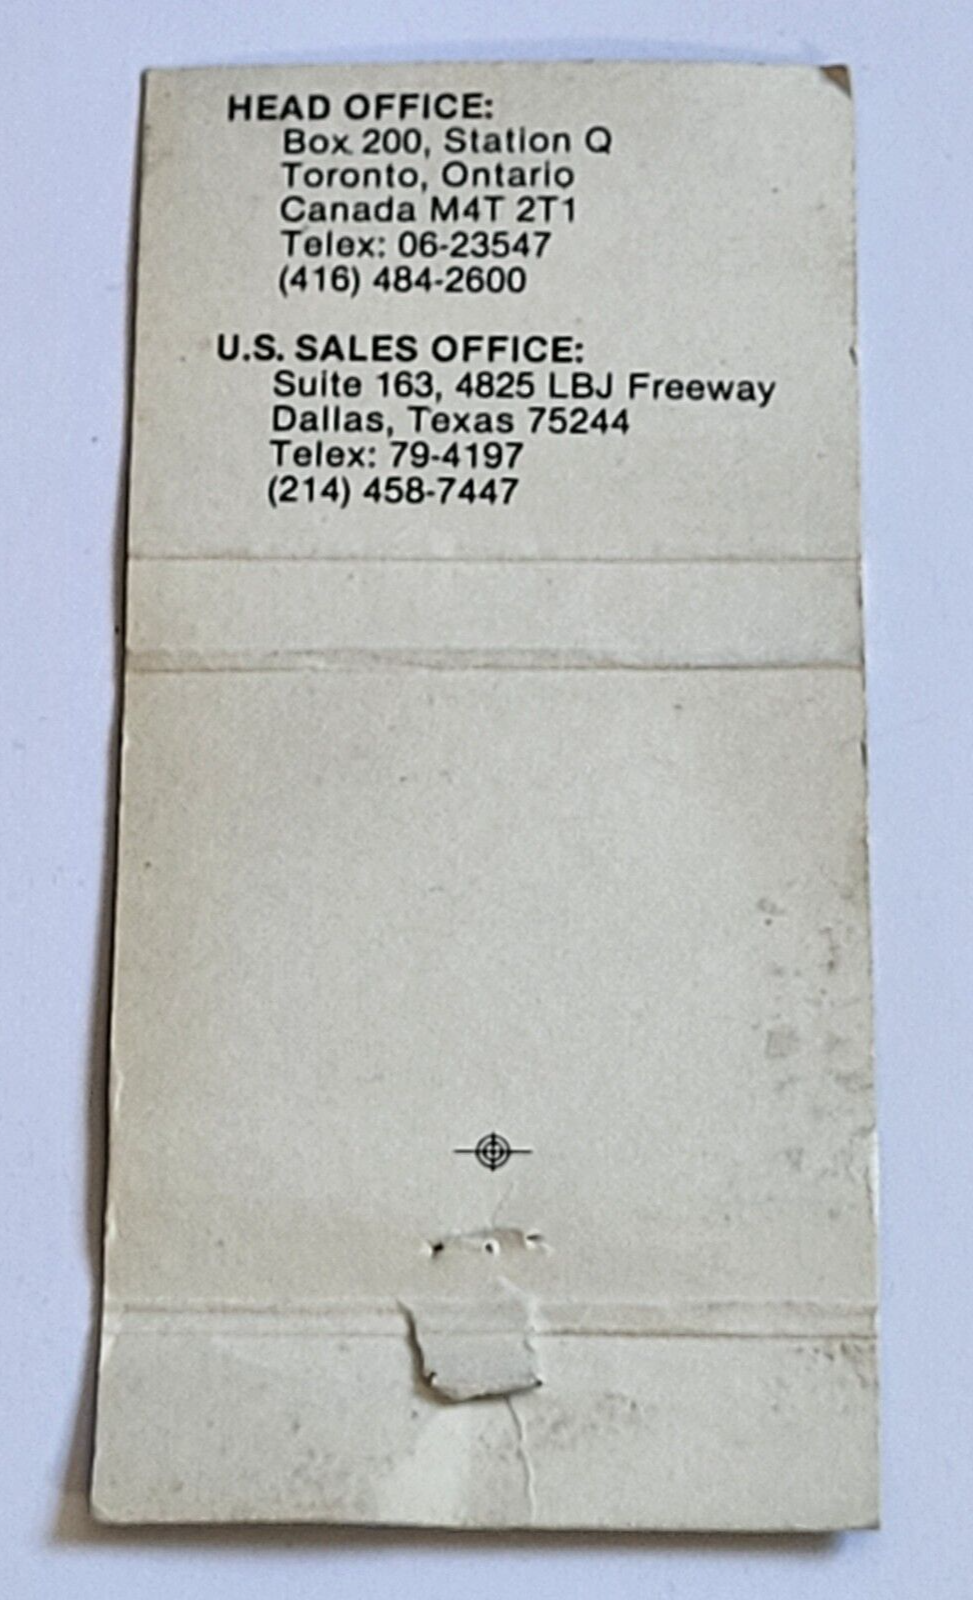 HEAD OFFICE:
Box 200, Station Q
Toronto, Ontario
Canada M4T 2T1
Telex: 06-23547
(416) 484-2600
U.S. SALES OFFICE:
Suite 163, 4825 LBJ Freeway
Dallas, Texas 75244
Telex: 79-4197
(214) 458-7447